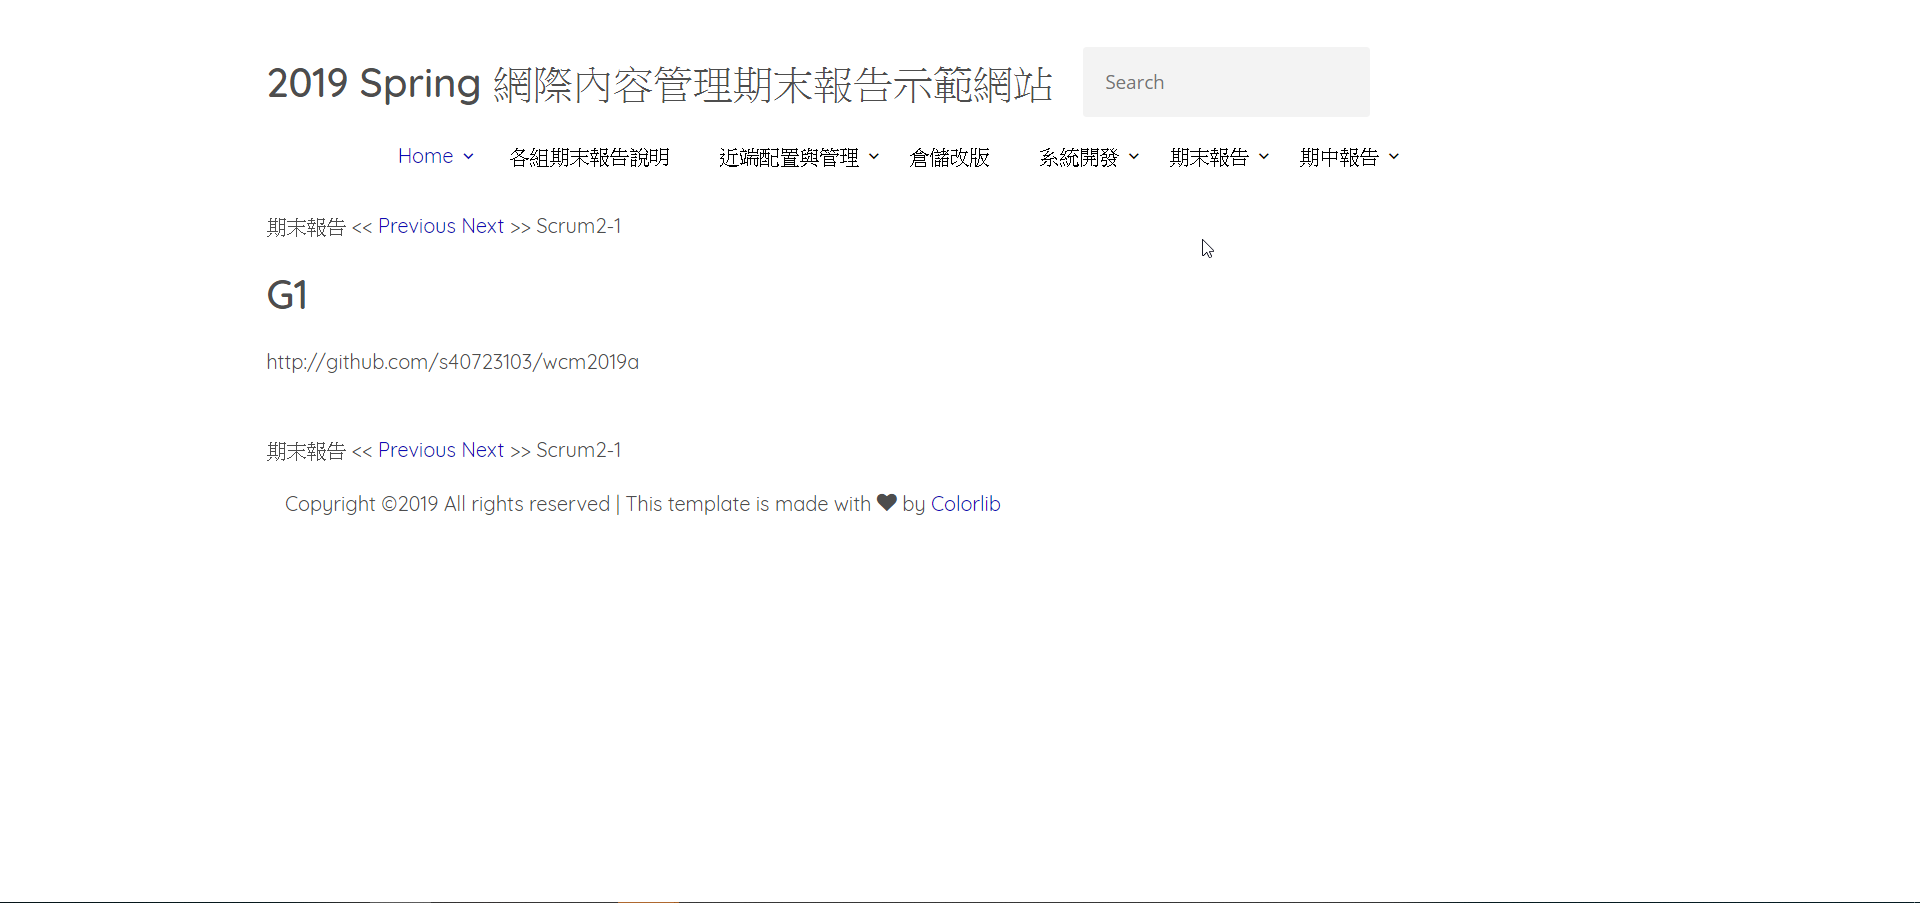 2019 Spring 網際內容管理期末報告示範網站
Search
Home 各組期末報告說明 近端配置與管理 倉儲改版 系統開發 期末報告 期中報告
期末報告 << Previous Next >> Scrum2-1
G1
http://github.com/s40723103/wcm2019a
期末報告 << Previous Next >> Scrum2-1
Copyright ©2019 All rights reserved | This template is made with ♥ by Colorlib